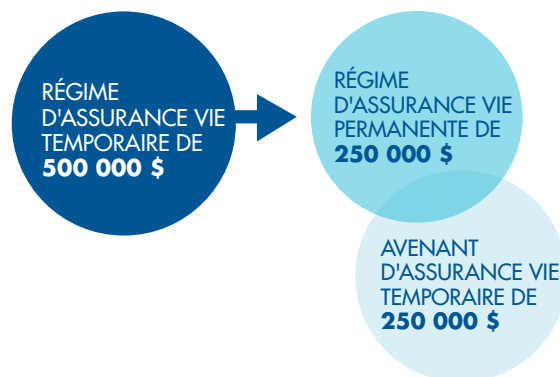 RÉGIME
D'ASSURANCE VIE
TEMPORAIRE DE
500 000 $
RÉGIME
D'ASSURANCE VIE
PERMANENTE DE
250 000 $
AVENANT
D'ASSURANCE VIE
TEMPORAIRE DE
250 000 $